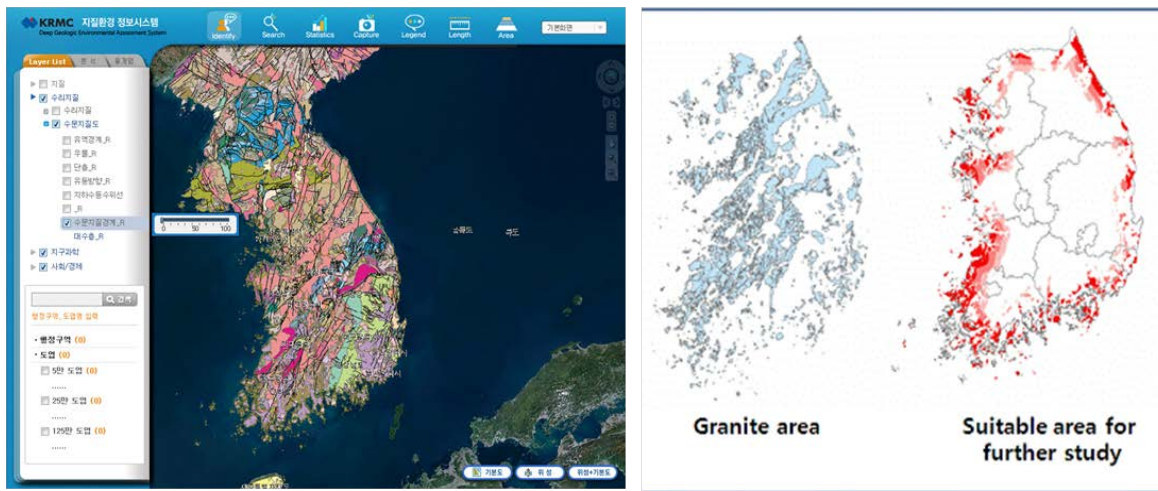 KRMC 지질환경 정보시스템
Deep Geologic Environmental Assessment System
Identify
Search
Statistics
Capture
Legend
Length
Area
기본화면
Layer List
지질
수리지질
수리지질
수문지질도
유역경계_R
우물_R
단층_R
유동방향_R
지하수등수위선
_R
수문지질경계_R
대수층_R
지구과학
사회/경제
검색
행정구역, 도엽명 입력
행정구역 (0)
도엽 (0)
5만 도엽 (0)
......
25만 도엽 (0)
......
125만 도엽 (0)
......
0 50 100
기본도
위성
위성+기본도
Granite area
Suitable area for
further study